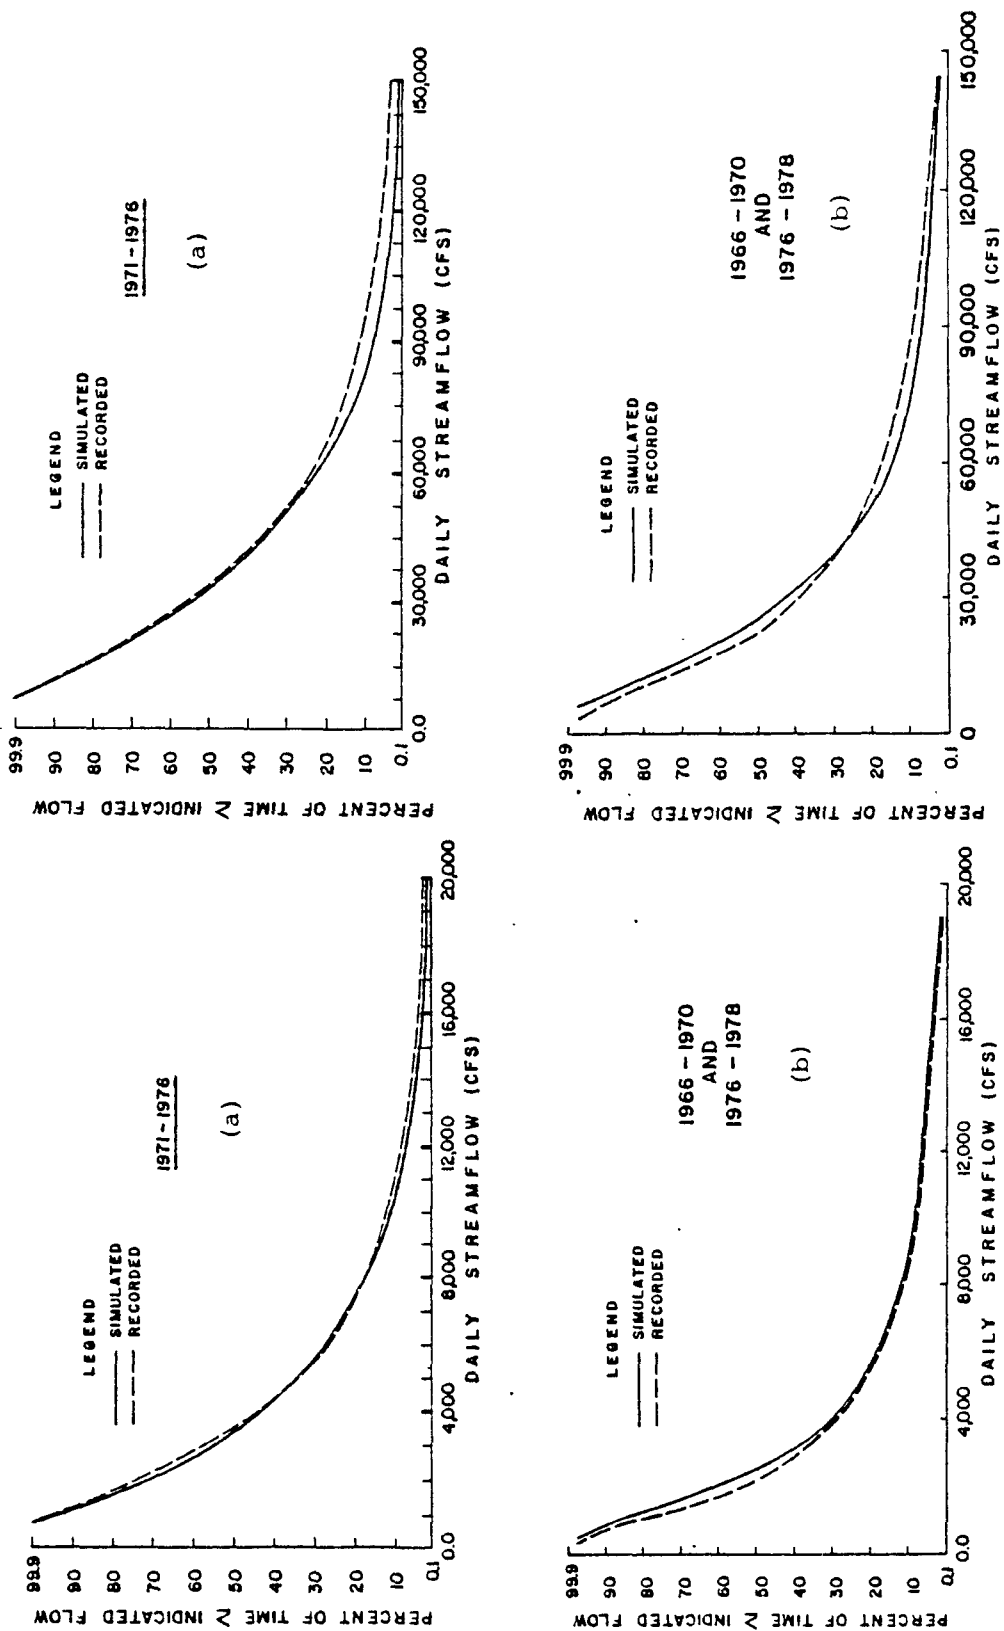 PERCENT OF TIME ≥ INDICATED FLOW
99.9
90
80
70
60
50
40
30
20
10
0.1
0.0
30,000
60,000
90,000
120,000
150,000
DAILY STREAMFLOW (CFS)
LEGEND
SIMULATED
RECORDED
1971-1976
(a)
PERCENT OF TIME ≥ INDICATED FLOW
99.9
90
80
70
60
50
40
30
20
10
0.1
0
30,000
60,000
90,000
120,000
150,000
DAILY STREAMFLOW (CFS)
LEGEND
SIMULATED
RECORDED
1966-1970
AND
1976-1978
(b)
PERCENT OF TIME ≥ INDICATED FLOW
99.9
90
80
70
60
50
40
30
20
10
0.1
0.0
4,000
8,000
12,000
16,000
20,000
DAILY STREAMFLOW (CFS)
LEGEND
SIMULATED
RECORDED
1971-1976
(a)
PERCENT OF TIME ≥ INDICATED FLOW
99.9
90
80
70
60
50
40
30
20
10
0.1
0.0
4,000
8,000
12,000
16,000
20,000
DAILY STREAMFLOW (CFS)
LEGEND
SIMULATED
RECORDED
1966-1970
AND
1976-1978
(b)